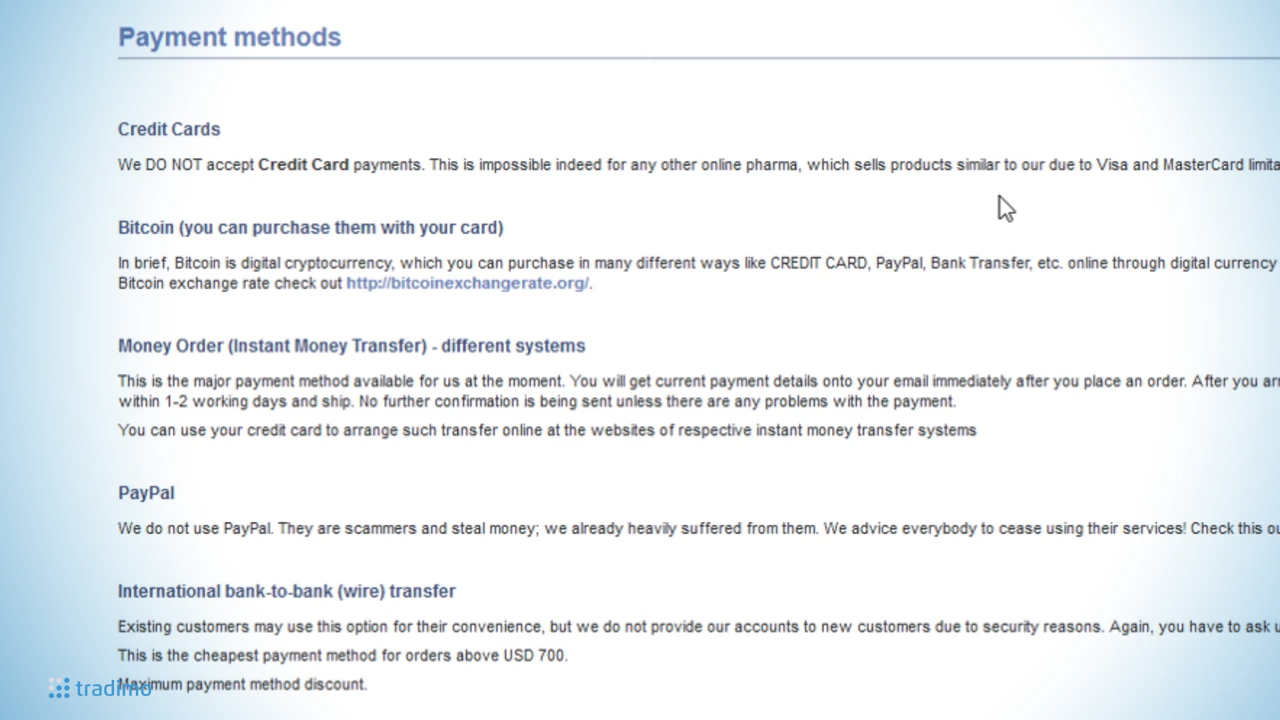 Payment methods
Credit Cards
We DO NOT accept Credit Card payments. This is impossible indeed for any other online pharma, which sells products similar to our due to Visa and MasterCard limita
Bitcoin (you can purchase them with your card)
In brief, Bitcoin is digital cryptocurrency, which you can purchase in many different ways like CREDIT CARD, PayPal, Bank Transfer, etc. online through digital currency
Bitcoin exchange rate check out http://bitcoinexchangerate.org/.
Money Order (Instant Money Transfer) - different systems
This is the major payment method available for us at the moment. You will get current payment details onto your email immediately after you place an order. After you arr
within 1-2 working days and ship. No further confirmation is being sent unless there are any problems with the payment.
You can use your credit card to arrange such transfer online at the websites of respective instant money transfer systems
PayPal
We do not use PayPal. They are scammers and steal money; we already heavily suffered from them. We advice everybody to cease using their services! Check this ou
International bank-to-bank (wire) transfer
Existing customers may use this option for their convenience, but we do not provide our accounts to new customers due to security reasons. Again, you have to ask u
This is the cheapest payment method for orders above USD 700.
Maximum payment method discount.
tradimo